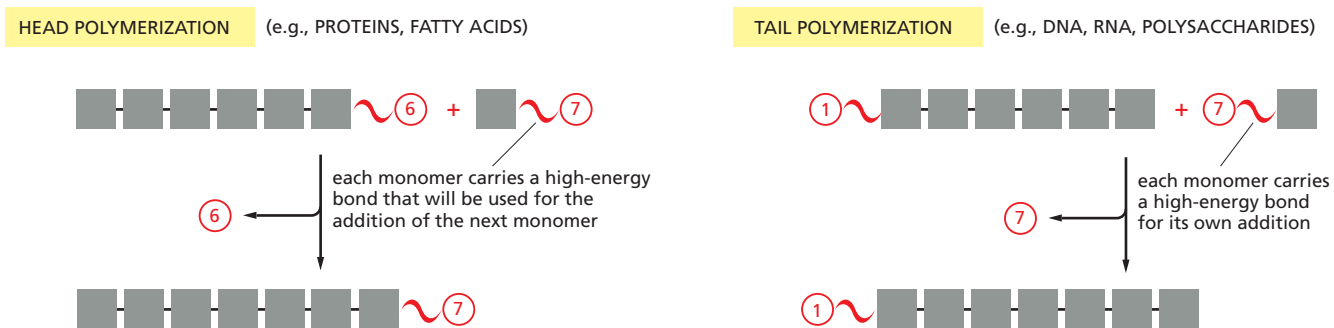 HEAD POLYMERIZATION (e.g., PROTEINS, FATTY ACIDS)
6 + 7
each monomer carries a high-energy
bond that will be used for the
addition of the next monomer
6
7
TAIL POLYMERIZATION (e.g., DNA, RNA, POLYSACCHARIDES)
1 + 7
each monomer carries
a high-energy bond
for its own addition
7
1